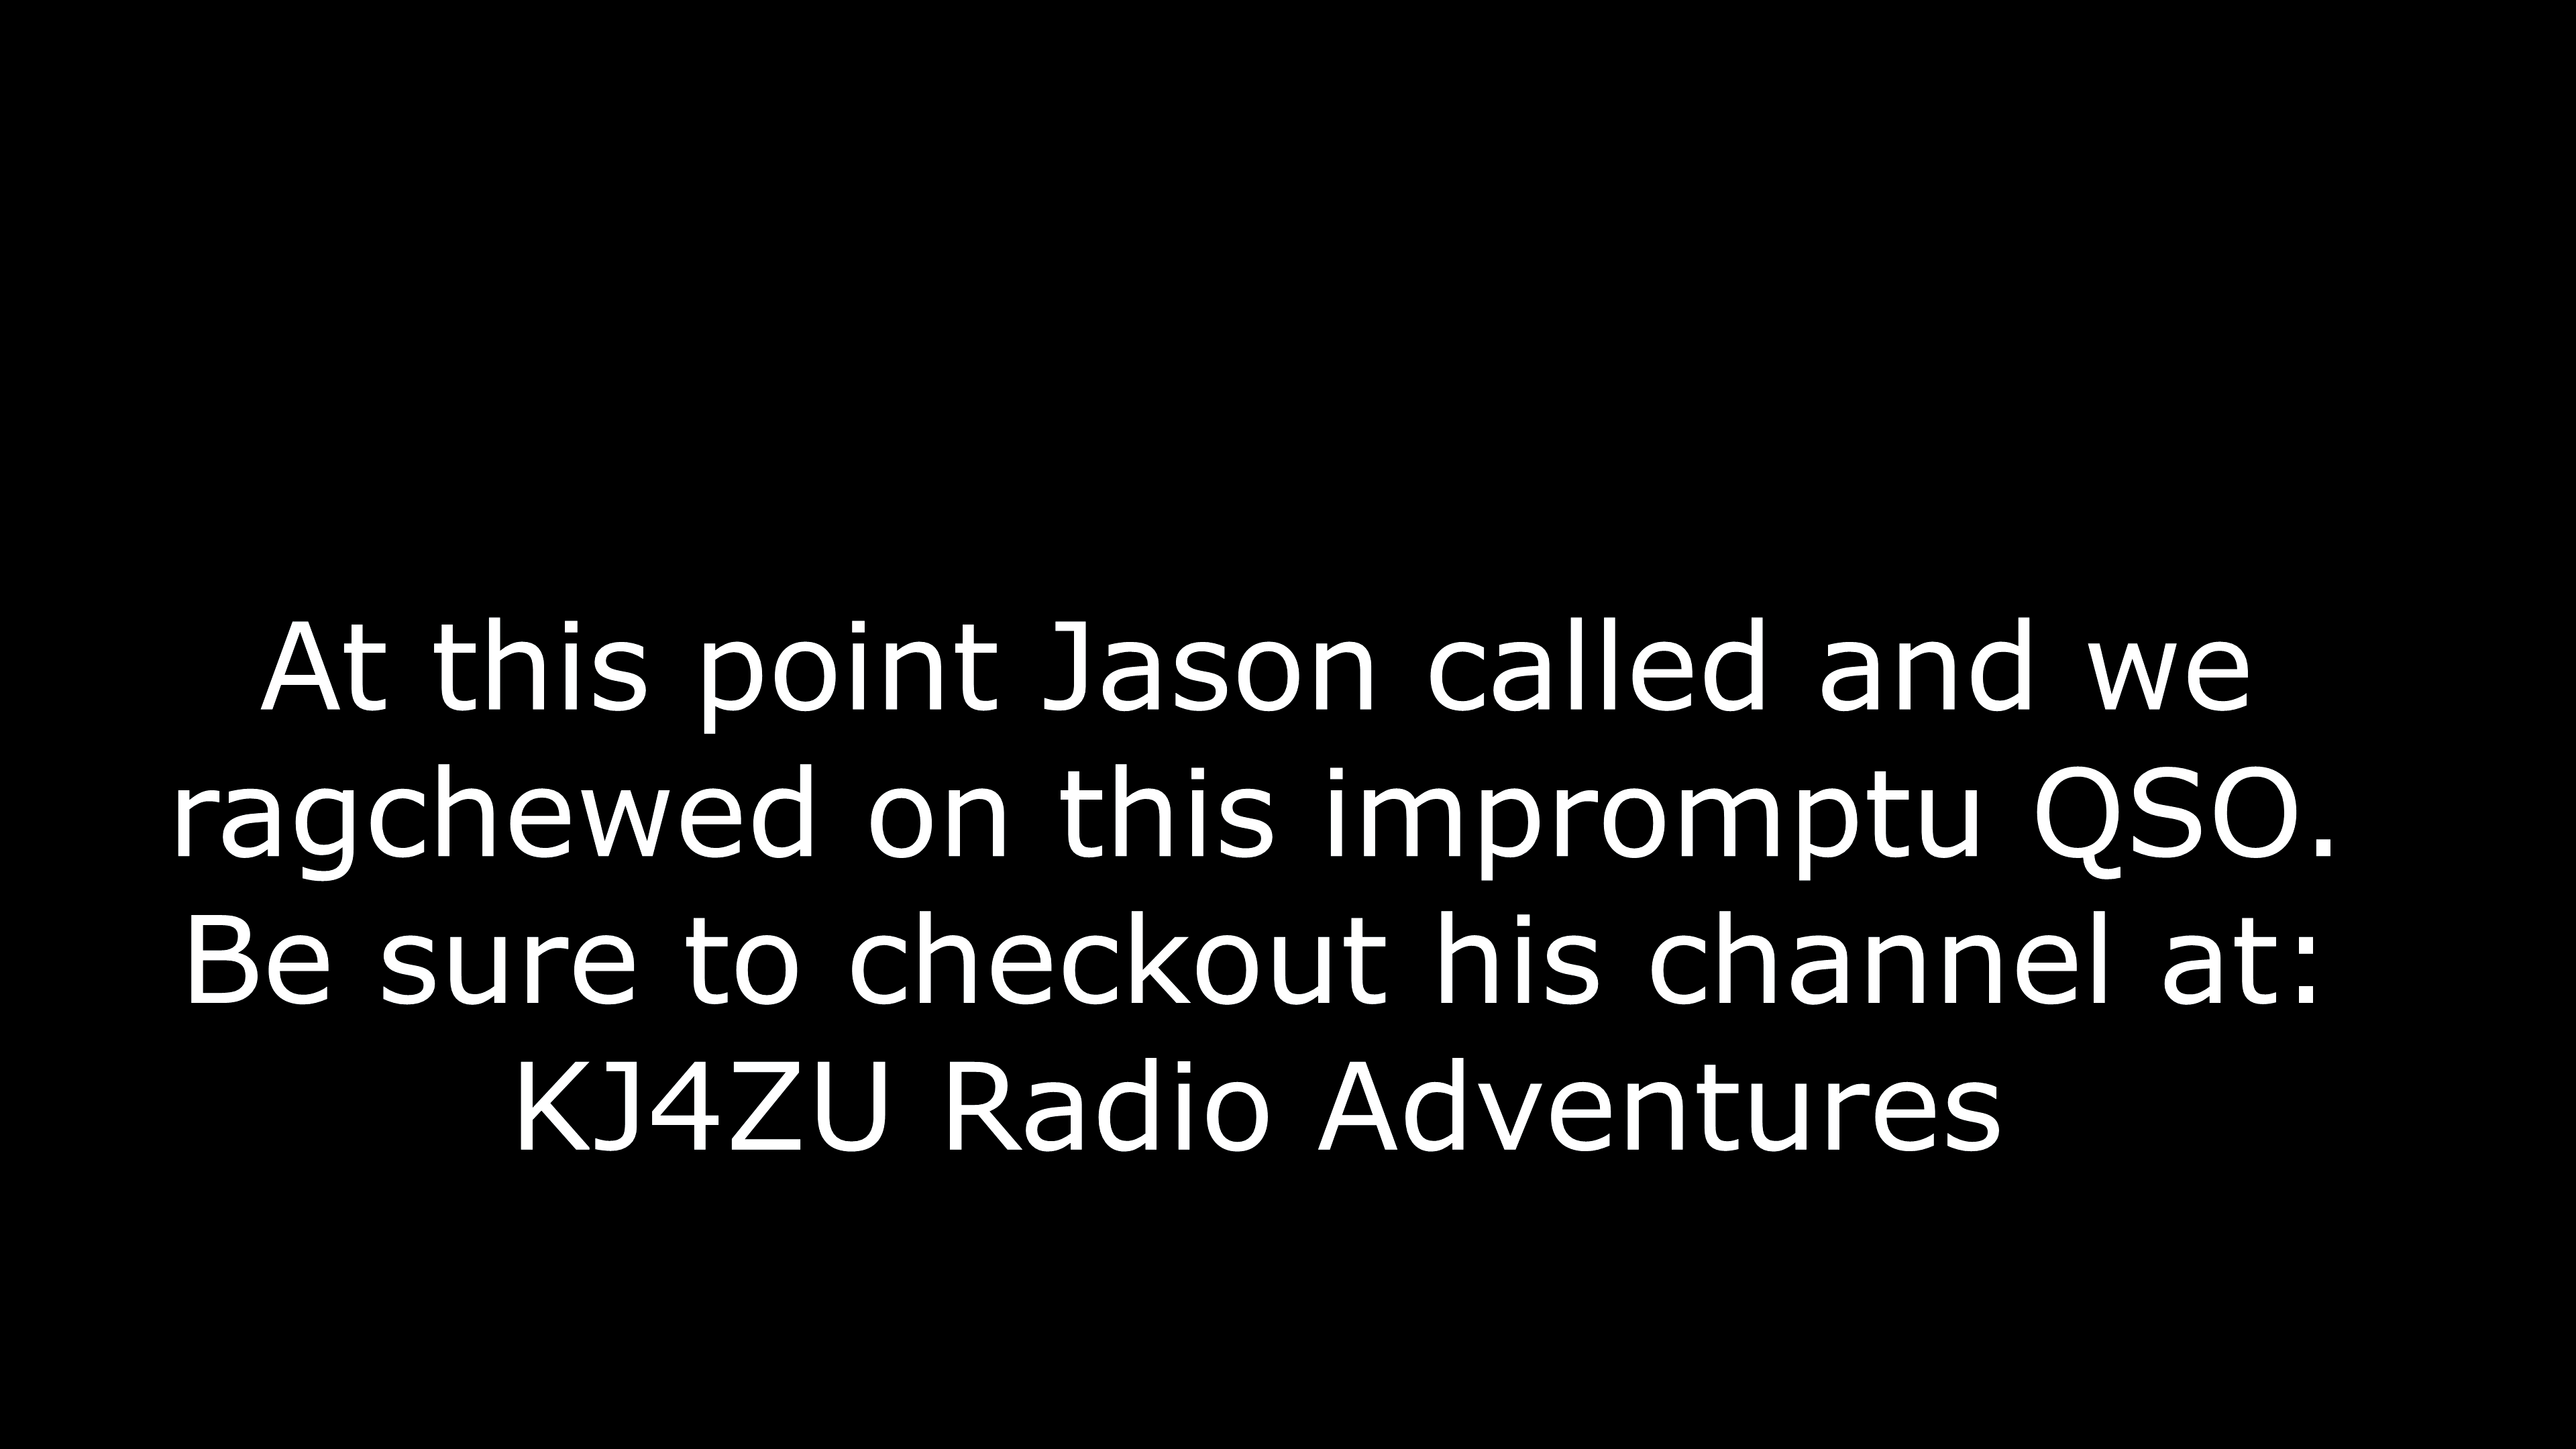 At this point Jason called and we
ragchewed on this impromptu QSO.
Be sure to checkout his channel at:
KJ4ZU Radio Adventures